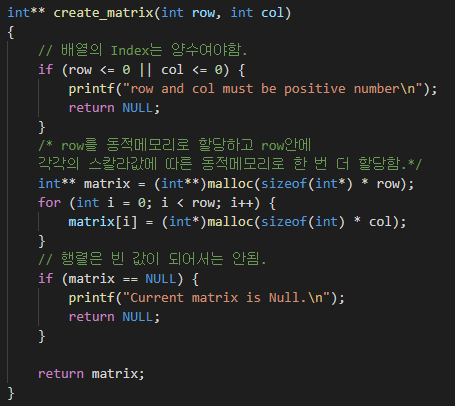 int** create_matrix(int row, int col)
{
    // 배열의 Index는 양수여야함.
    if (row <= 0 || col <= 0) {
        printf("row and col must be positive number\n");
        return NULL;
    }
    /* row를 동적메모리로 할당하고 row안에
    각각의 스칼라값에 따른 동적메모리로 한 번 더 할당함.*/
    int** matrix = (int**)malloc(sizeof(int*) * row);
    for (int i = 0; i < row; i++) {
        matrix[i] = (int*)malloc(sizeof(int) * col);
    }
    // 행렬은 빈 값이 되어서는 안됨.
    if (matrix == NULL) {
        printf("Current matrix is Null.\n");
        return NULL;
    }

    return matrix;
}